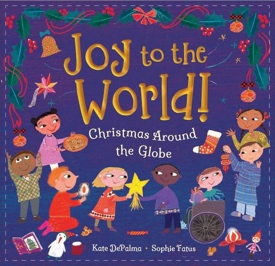 Joy to the
World!
Christmas Around
the Globe
Kate DePalma • Sophie Fatus